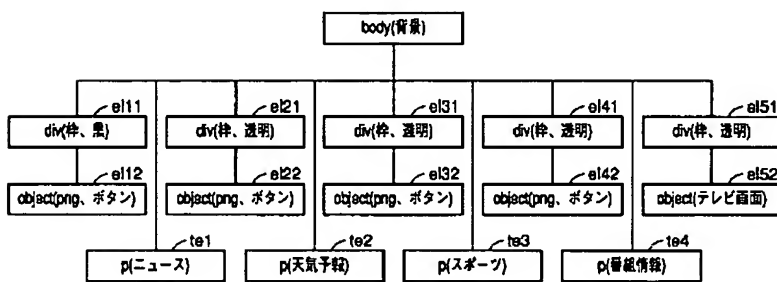 body(背景)
el11 el21 el31 el41 el51
div(枠、黒) div(枠、透明) div(枠、透明) div(枠、透明) div(枠、透明)
el12 el22 el32 el42 el52
object(png、ボタン) object(png、ボタン) object(png、ボタン) object(png、ボタン) object(テレビ画面)
te1 te2 te3 te4
p(ニュース) p(天気予報) p(スポーツ) p(番組情報)